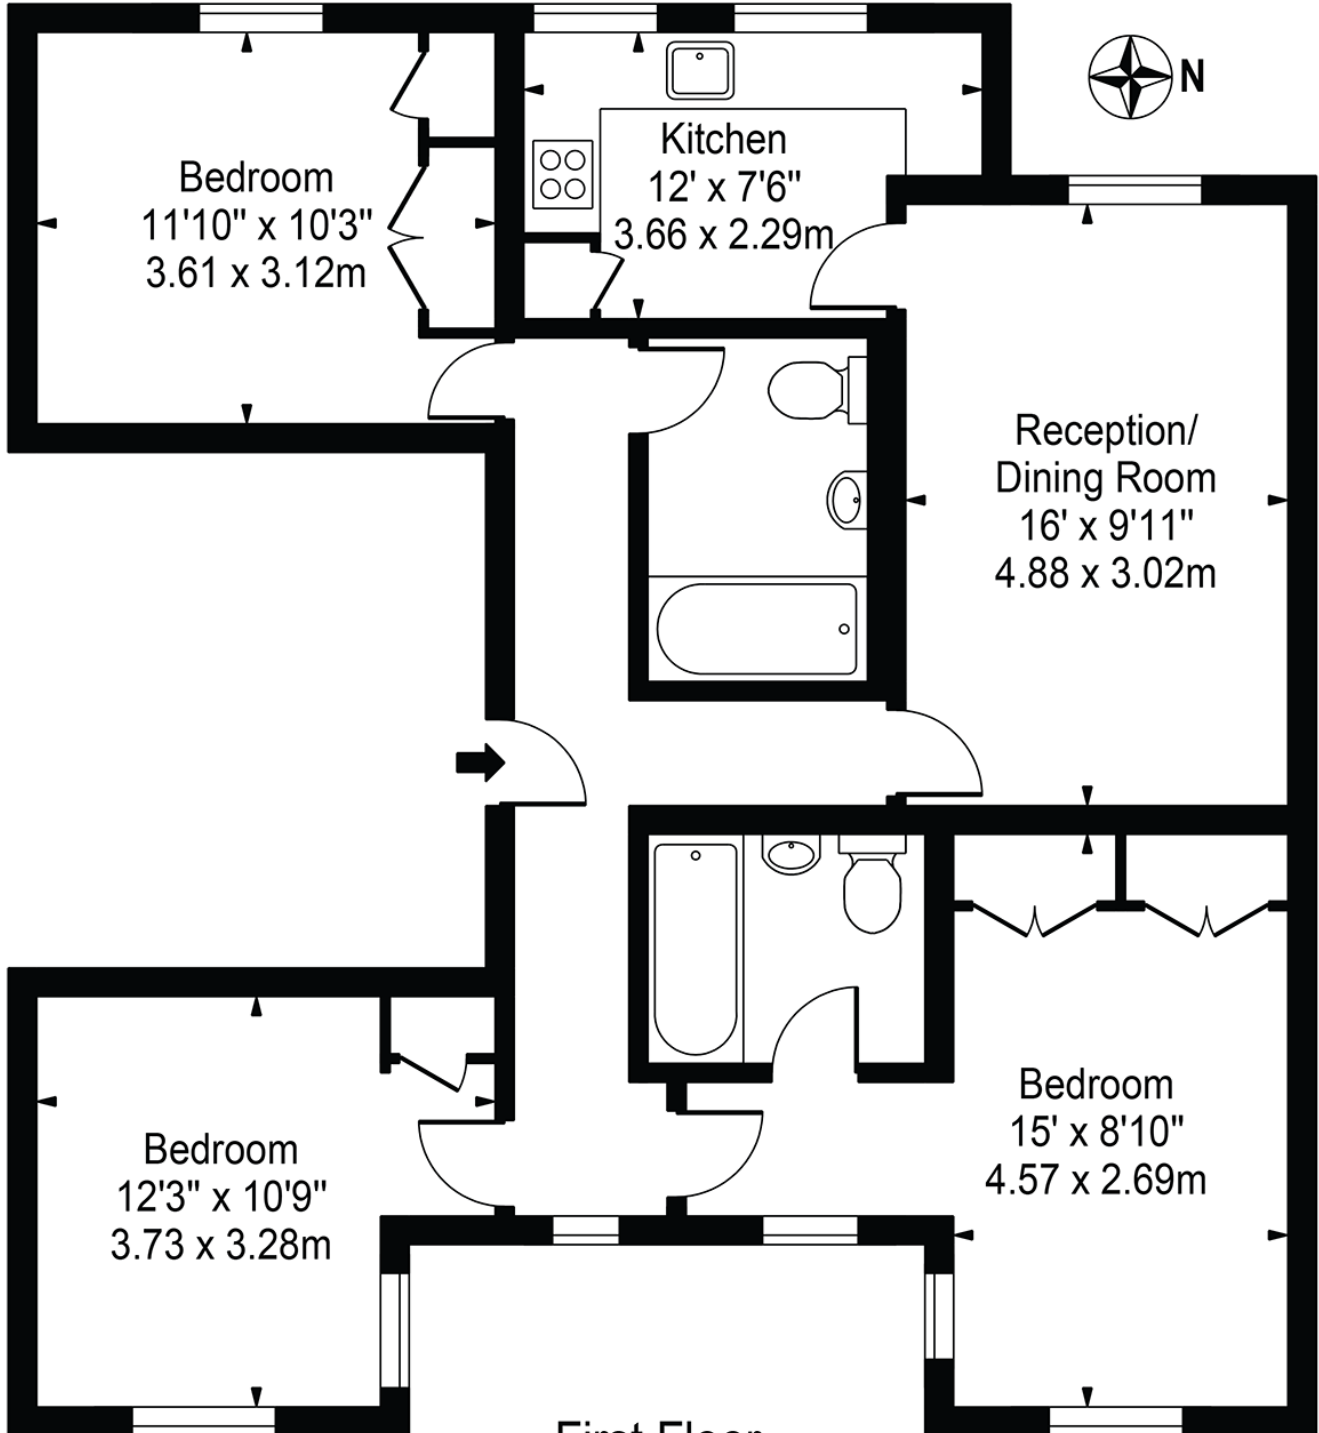 N
Kitchen
12' x 7'6"
3.66 x 2.29m
Bedroom
11'10" x 10'3"
3.61 x 3.12m
Reception/
Dining Room
16' x 9'11"
4.88 x 3.02m
Bedroom
15' x 8'10"
4.57 x 2.69m
Bedroom
12'3" x 10'9"
3.73 x 3.28m
First Floor